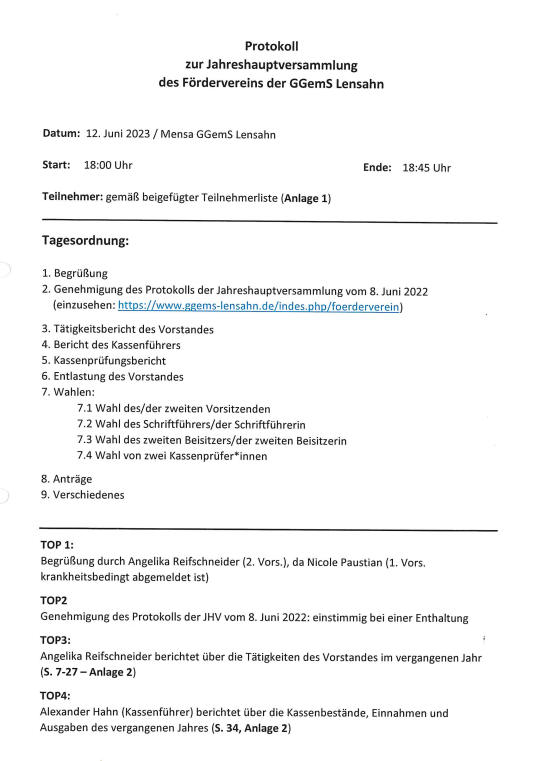 Protokoll
zur Jahreshauptversammlung
des Fördervereins der GGemS Lensahn
Datum: 12. Juni 2023 / Mensa GGemS Lensahn
Start: 18:00 Uhr Ende: 18:45 Uhr
Teilnehmer: gemäß beigefügter Teilnehmerliste (Anlage 1)
Tagesordnung:
1. Begrüßung
2. Genehmigung des Protokolls der Jahreshauptversammlung vom 8. Juni 2022
(einzusehen: https://www.ggems-lensahn.de/indes.php/foerderverein)
3. Tätigkeitsbericht des Vorstandes
4. Bericht des Kassenführers
5. Kassenprüfungsbericht
6. Entlastung des Vorstandes
7. Wahlen:
7.1 Wahl des/der zweiten Vorsitzenden
7.2 Wahl des Schriftführers/der Schriftführerin
7.3 Wahl des zweiten Beisitzers/der zweiten Beisitzerin
7.4 Wahl von zwei Kassenprüfer*innen
8. Anträge
9. Verschiedenes
TOP 1:
Begrüßung durch Angelika Reifschneider (2. Vors.), da Nicole Paustian (1. Vors.
krankheitsbedingt abgemeldet ist)
TOP2
Genehmigung des Protokolls der JHV vom 8. Juni 2022: einstimmig bei einer Enthaltung
TOP3:
Angelika Reifschneider berichtet über die Tätigkeiten des Vorstandes im vergangenen Jahr
(S. 7-27 – Anlage 2)
TOP4:
Alexander Hahn (Kassenführer) berichtet über die Kassenbestände, Einnahmen und
Ausgaben des vergangenen Jahres (S. 34, Anlage 2)